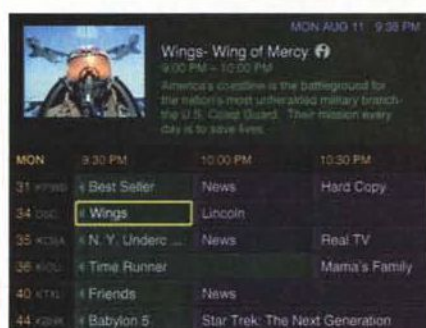 MON AUG 11 9:36 PM
Wings- Wing of Mercy
9:00 PM - 10:00 PM
America's coastline is the battleground for
the nation's most unheralded military branch-
the U.S. Coast Guard. Their mission every
day is to save lives.
MON 9:30 PM 10:00 PM 10:30 PM
31 Best Seller News Hard Copy
34 DSC Wings Lincoln
35 N. Y. Underc ... News Real TV
36 Time Runner Mama's Family
40 KTXL Friends News
44 Babylon 5 Star Trek: The Next Generation